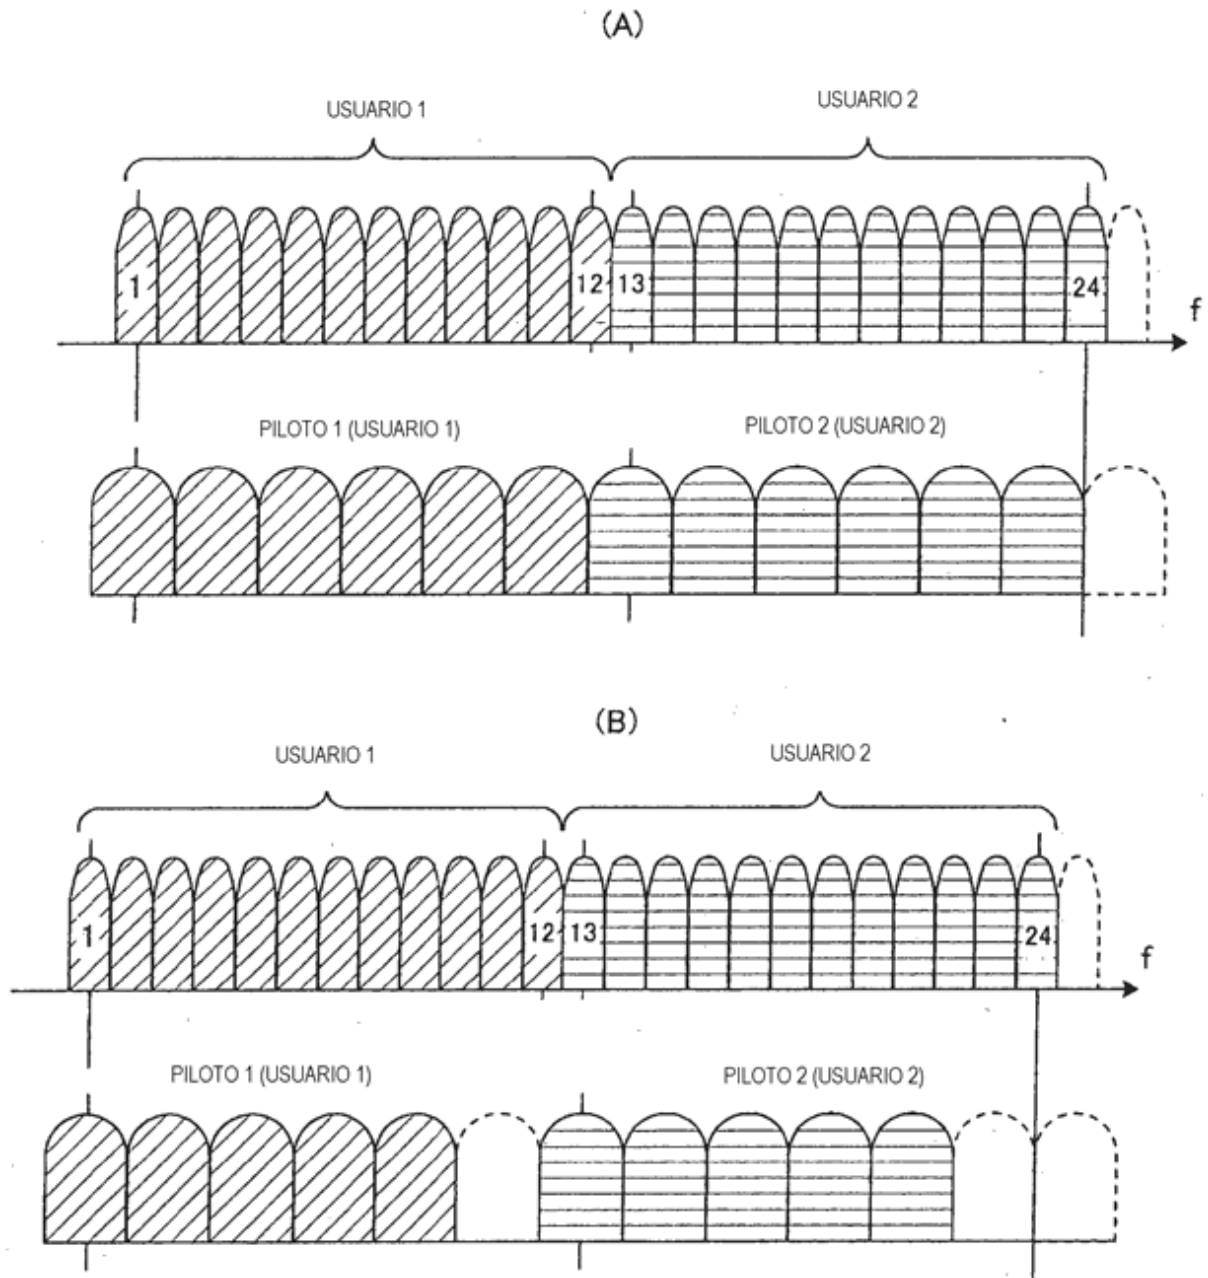 (A)
USUARIO 1
USUARIO 2
1
12
13
24
f
PILOTO 1 (USUARIO 1)
PILOTO 2 (USUARIO 2)
(B)
USUARIO 1
USUARIO 2
1
12
13
24
f
PILOTO 1 (USUARIO 1)
PILOTO 2 (USUARIO 2)